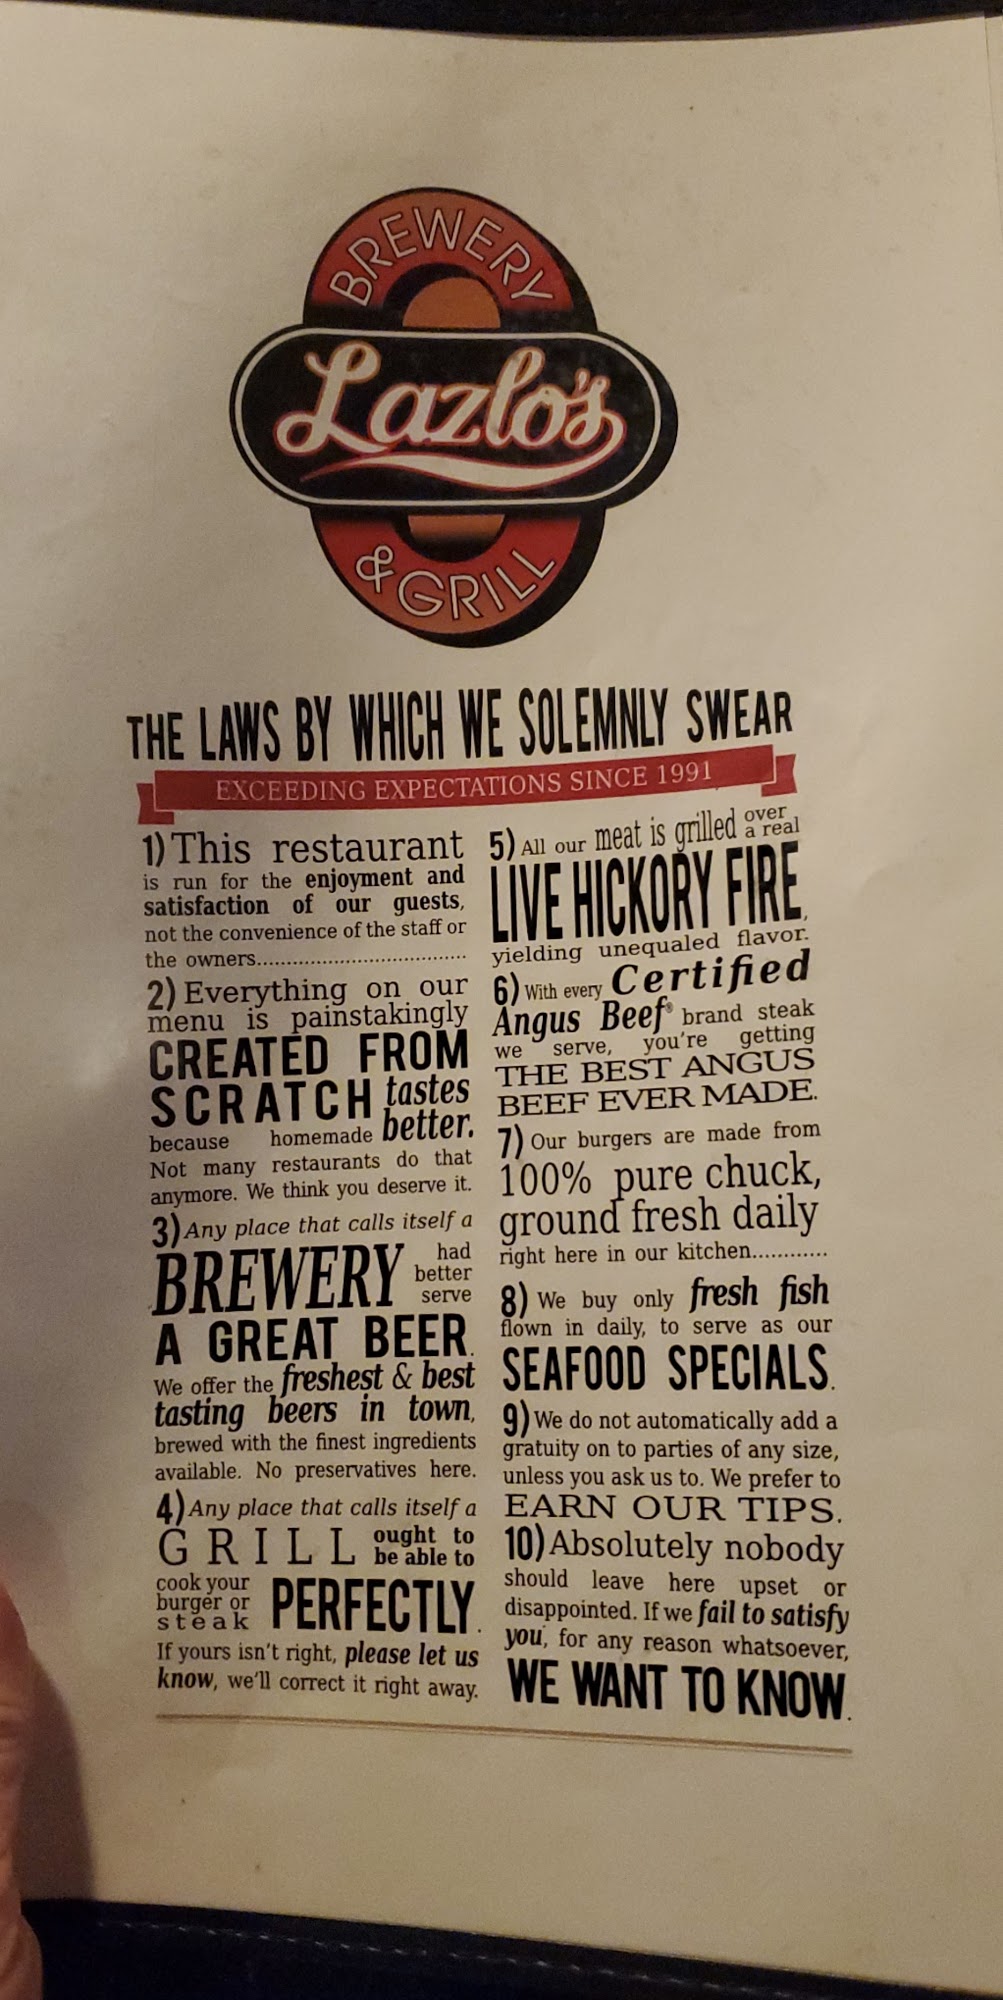 BREWERY
Lazlo's
& GRILL
THE LAWS BY WHICH WE SOLEMNLY SWEAR
EXCEEDING EXPECTATIONS SINCE 1991
1) This restaurant
is run for the enjoyment and
satisfaction of our guests,
not the convenience of the staff or
the owners...................................
2) Everything on our
menu is painstakingly
CREATED FROM
SCRATCH tastes
because homemade better.
Not many restaurants do that
anymore. We think you deserve it.
3) Any place that calls itself a
BREWERY had
better
serve
A GREAT BEER.
We offer the freshest & best
tasting beers in town,
brewed with the finest ingredients
available. No preservatives here.
4) Any place that calls itself a
GRILL ought to
be able to
cook your
burger or
steak PERFECTLY.
If yours isn't right, please let us
know, we'll correct it right away.
5) All our meat is grilled over
a real
LIVE HICKORY FIRE,
yielding unequaled flavor.
6) With every Certified
Angus Beef® brand steak
we serve, you're getting
THE BEST ANGUS
BEEF EVER MADE.
7) Our burgers are made from
100% pure chuck,
ground fresh daily
right here in our kitchen............
8) We buy only fresh fish
flown in daily, to serve as our
SEAFOOD SPECIALS.
9) We do not automatically add a
gratuity on to parties of any size,
unless you ask us to. We prefer to
EARN OUR TIPS.
10) Absolutely nobody
should leave here upset or
disappointed. If we fail to satisfy
you, for any reason whatsoever,
WE WANT TO KNOW.